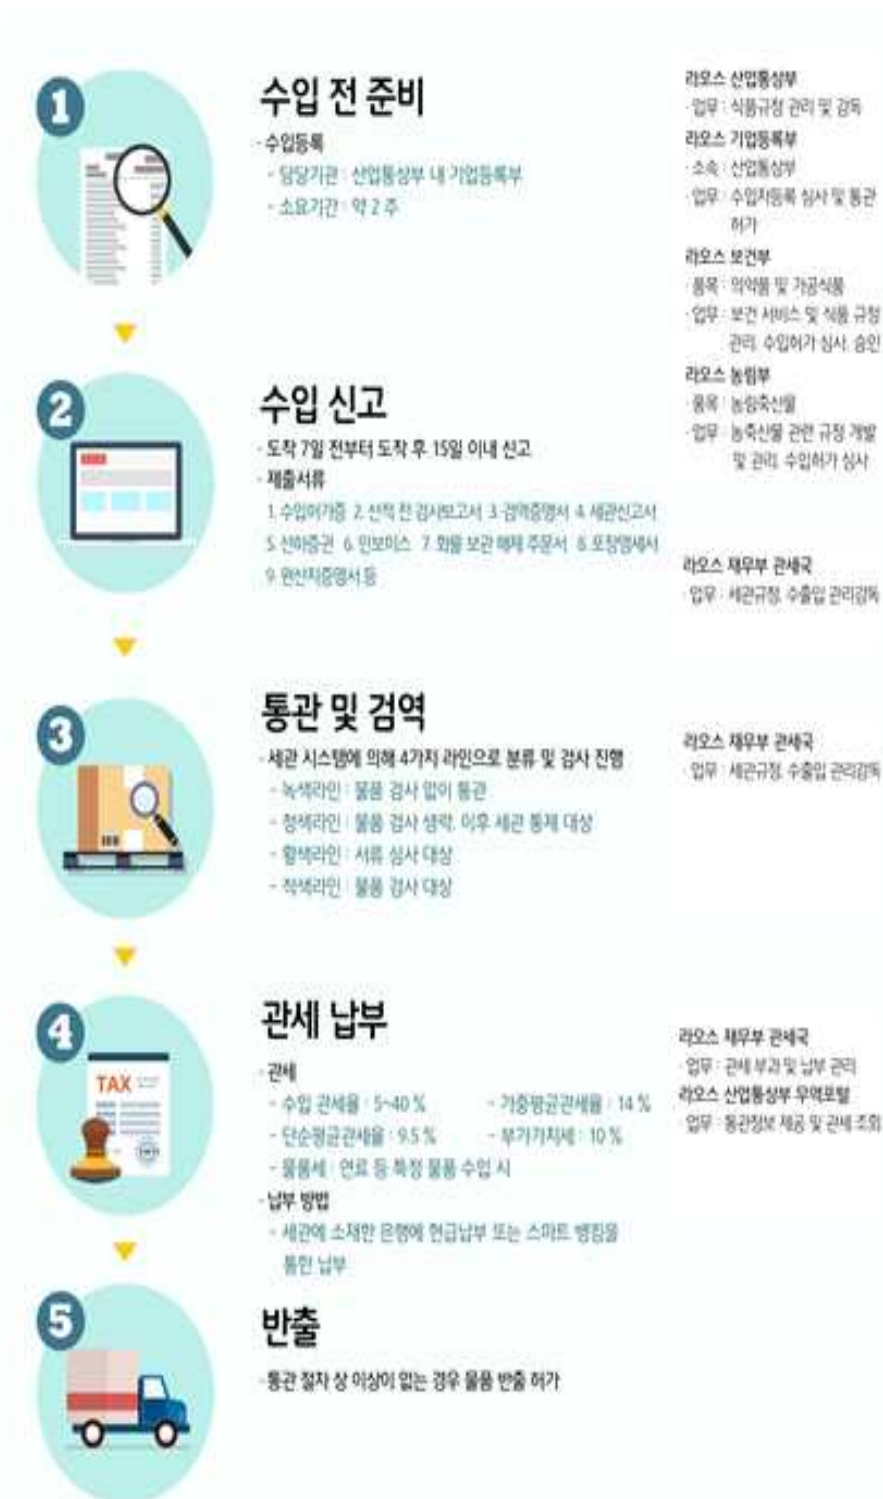 1
수입 전 준비
- 수입등록
- 담당기관 : 산업통상부 내 기업등록부
- 소요기간 : 약 2 주
라오스 산업통상부
· 업무 : 식품규정 관리 및 감독
라오스 기업등록부
· 소속 : 산업통상부
· 업무 : 수입자등록 심사 및 통관
허가
라오스 보건부
· 품목 : 의약품 및 가공식품
· 업무 : 보건 서비스 및 식품 규정
관리, 수입허가 심사, 승인
라오스 농림부
· 품목 : 농림축산물
· 업무 : 농축산물 관련 규정 개발
및 관리, 수입허가 심사
2
수입 신고
· 도착 7일 전부터 도착 후 15일 이내 신고
· 제출서류
1. 수입허가증 2. 선적 전 검사보고서 3. 검역증명서 4. 세관신고서
5. 선하증권 6. 인보이스 7. 화물 보관 해제 주문서 8. 포장명세서
9. 원산지증명서 등
라오스 재무부 관세국
· 업무 : 세관규정, 수출입 관리감독
3
통관 및 검역
· 세관 시스템에 의해 4가지 라인으로 분류 및 검사 진행
- 녹색라인 : 물품 검사 없이 통관
- 청색라인 : 물품 검사 생략, 이후 세관 통제 대상
- 황색라인 : 서류 심사 대상
- 적색라인 : 물품 검사 대상
라오스 재무부 관세국
· 업무 : 세관규정, 수출입 관리감독
4
TAX
관세 납부
· 관세
- 수입 관세율 : 5~40 % - 가중평균관세율 : 14 %
- 단순평균관세율 : 9.5 % - 부가가치세 : 10 %
- 물품세 : 연료 등 특정 물품 수입 시
· 납부 방법
- 세관에 소재한 은행에 현금납부 또는 스마트 뱅킹을
통한 납부
라오스 재무부 관세국
· 업무 : 관세 부과 및 납부 관리
라오스 산업통상부 무역포털
· 업무 : 통관정보 제공 및 관세 조회
5
반출
· 통관 절차 상 이상이 없는 경우 물품 반출 허가